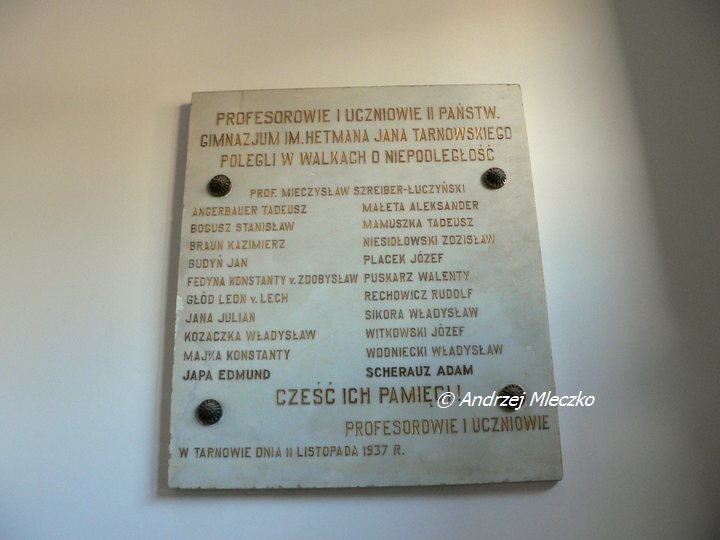 PROFESOROWIE I UCZNIOWIE II PAŃSTW.
GIMNAZJUM IM. HETMANA JANA TARNOWSKIEGO
POLEGLI W WALKACH O NIEPODLEGŁOŚĆ
PROF. MIECZYSŁAW SZREIBER-ŁUCZYŃSKI
ANGERBAUER TADEUSZ MAŁETA ALEKSANDER
BOGUSZ STANISŁAW MAMUSZKA TADEUSZ
BRAUN KAZIMIERZ NIESIDŁOWSKI ZDZISŁAW
BUDYŃ JAN PLACEK JÓZEF
FEDYNA KONSTANTY v. ZDOBYSŁAW PUSKARZ WALENTY
GŁÓD LEON v. LECH RECHOWICZ RUDOLF
JANA JULIAN SIKORA WŁADYSŁAW
KOZACZKA WŁADYSŁAW WITKOWSKI JÓZEF
MAJKA KONSTANTY WODNIECKI WŁADYSŁAW
JAPA EDMUND SCHERAUZ ADAM
CZEŚĆ ICH PAMIĘCI!
© Andrzej Mleczko
PROFESOROWIE I UCZNIOWIE
W TARNOWIE DNIA 11 LISTOPADA 1937 R.